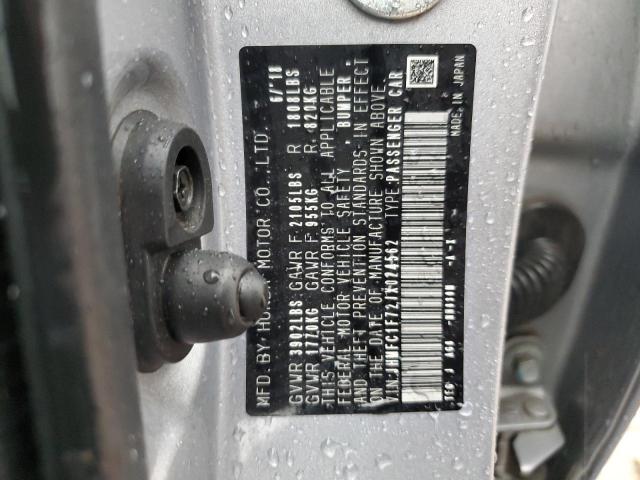 MFD BY HONDA MOTOR CO., LTD. 6/18
GVWR 3902LBS GAWR F 2105LBS R 1808LBS
GVWR 1770KG GAWR F 955KG R 820KG
THIS VEHICLE CONFORMS TO ALL APPLICABLE
FEDERAL MOTOR VEHICLE SAFETY, BUMPER,
AND THEFT PREVENTION STANDARDS IN EFFECT
ON THE DATE OF MANUFACTURE SHOWN ABOVE.
V.I.N. TYPE:PASSENGER CAR
MADE IN JAPAN